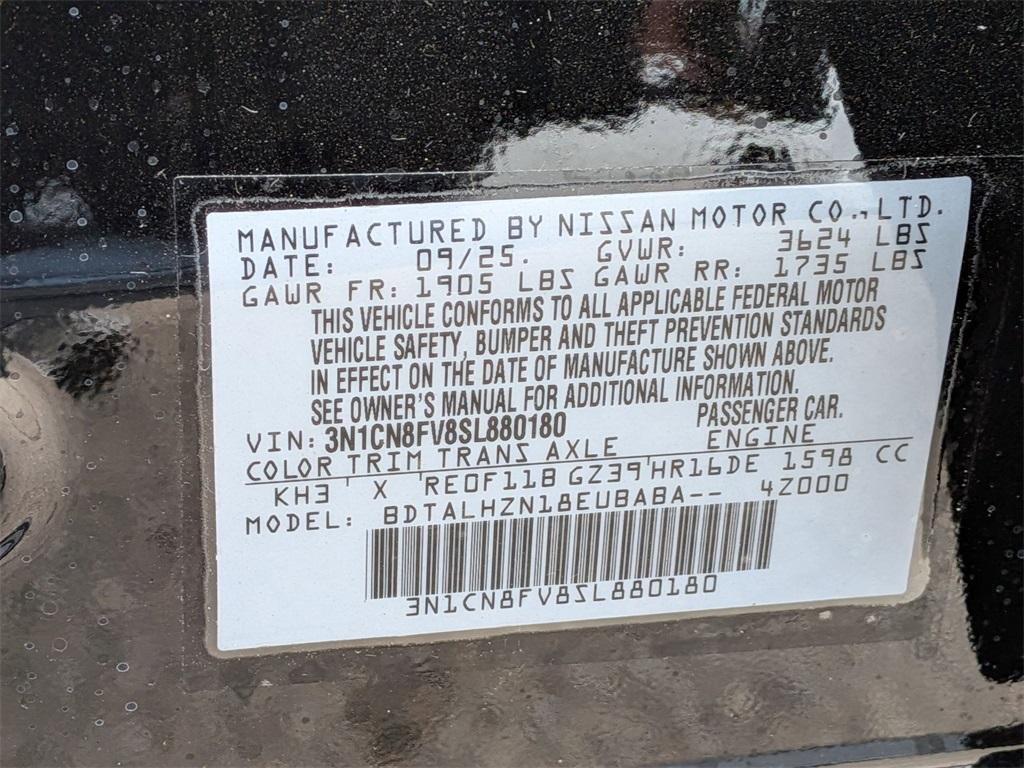 MANUFACTURED BY NISSAN MOTOR CO., LTD.
DATE: 09/25. GVWR: 3624 LBS
GAWR FR: 1905 LBS GAWR RR: 1735 LBS
THIS VEHICLE CONFORMS TO ALL APPLICABLE FEDERAL MOTOR
VEHICLE SAFETY, BUMPER AND THEFT PREVENTION STANDARDS
IN EFFECT ON THE DATE OF MANUFACTURE SHOWN ABOVE.
SEE OWNER'S MANUAL FOR ADDITIONAL INFORMATION.
VIN: 3N1CN8FV8SL880180 PASSENGER CAR.
COLOR TRIM TRANS AXLE ENGINE
KH3 ' X ' RE0F11B GZ39'HR16DE 1598 CC
MODEL: BDTALHZN18EUBABA-- 4Z000
3N1CN8FV8SL880180